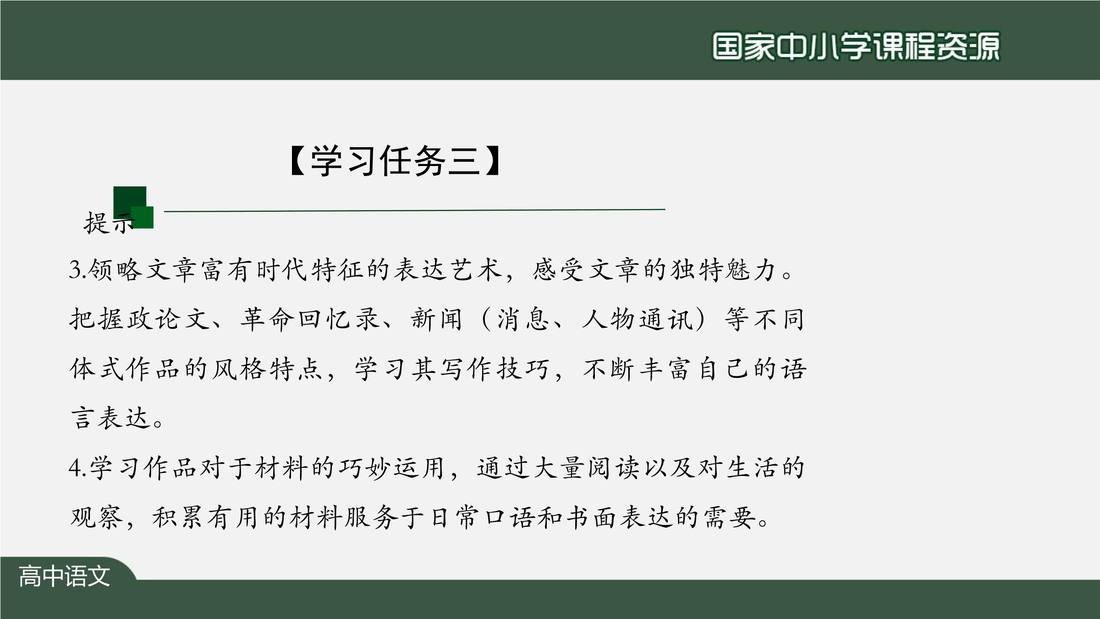 国家中小学课程资源
【学习任务三】
提示
3.领略文章富有时代特征的表达艺术，感受文章的独特魅力。
把握政论文、革命回忆录、新闻（消息、人物通讯）等不同
体式作品的风格特点，学习其写作技巧，不断丰富自己的语
言表达。
4.学习作品对于材料的巧妙运用，通过大量阅读以及对生活的
观察，积累有用的材料服务于日常口语和书面表达的需要。
高中语文